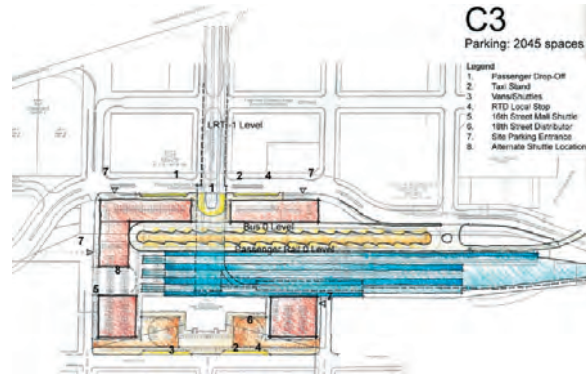 C3
Parking: 2045 spaces
Legend
1. Passenger Drop-Off
2. Taxi Stand
3 Vans/Shuttles
4. RTD Local Stop
5. 16th Street Mall Shuttle
6. 18th Street Distributor
7. Site Parking Entrance
8. Alternate Shuttle Location
LRT -1 Level
7 1 2 4 7
1
Bus 0 Level
Passenger Rail 0 Level
7
8
5
7
6
3 2 4